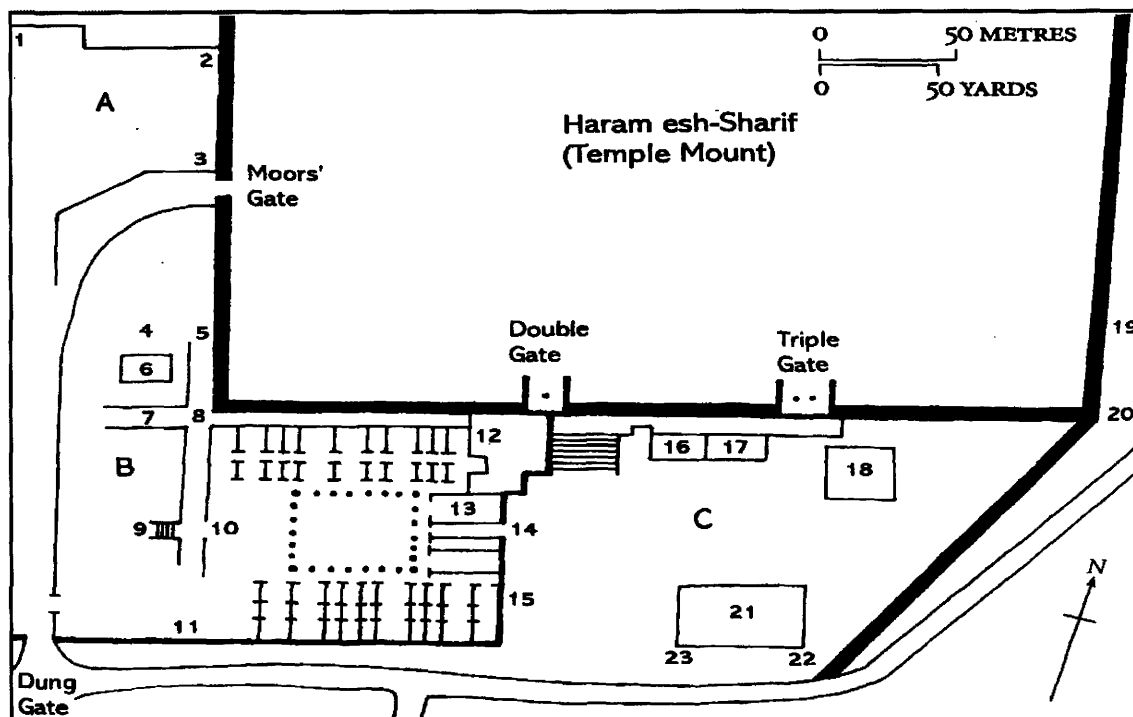 1
2
0
50 METRES
0
50 YARDS
A
Haram esh-Sharif
(Temple Mount)
3
Moors'
Gate
4
5
Double
Gate
Triple
Gate
19
6
7
8
20
12
16
17
18
B
13
C
9
10
14
N
15
21
11
23
22
Dung
Gate